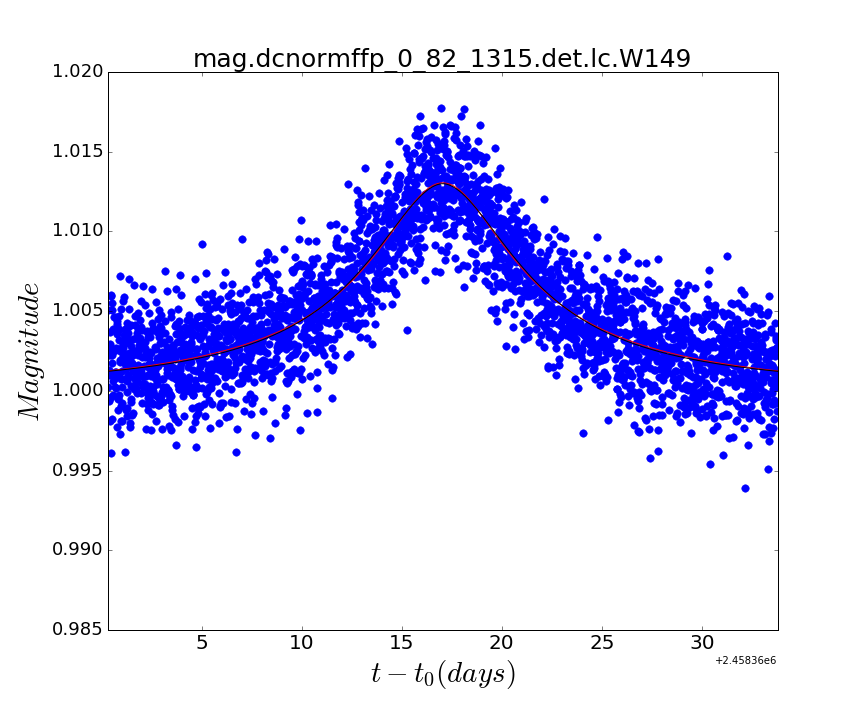 mag.dcnormffp_0_82_1315.det.lc.W149
1.020
1.015
1.010
1.005
1.000
0.995
0.990
0.985
Magnitude
5 10 15 20 25 30
+2.45836e6
t − t₀(days)